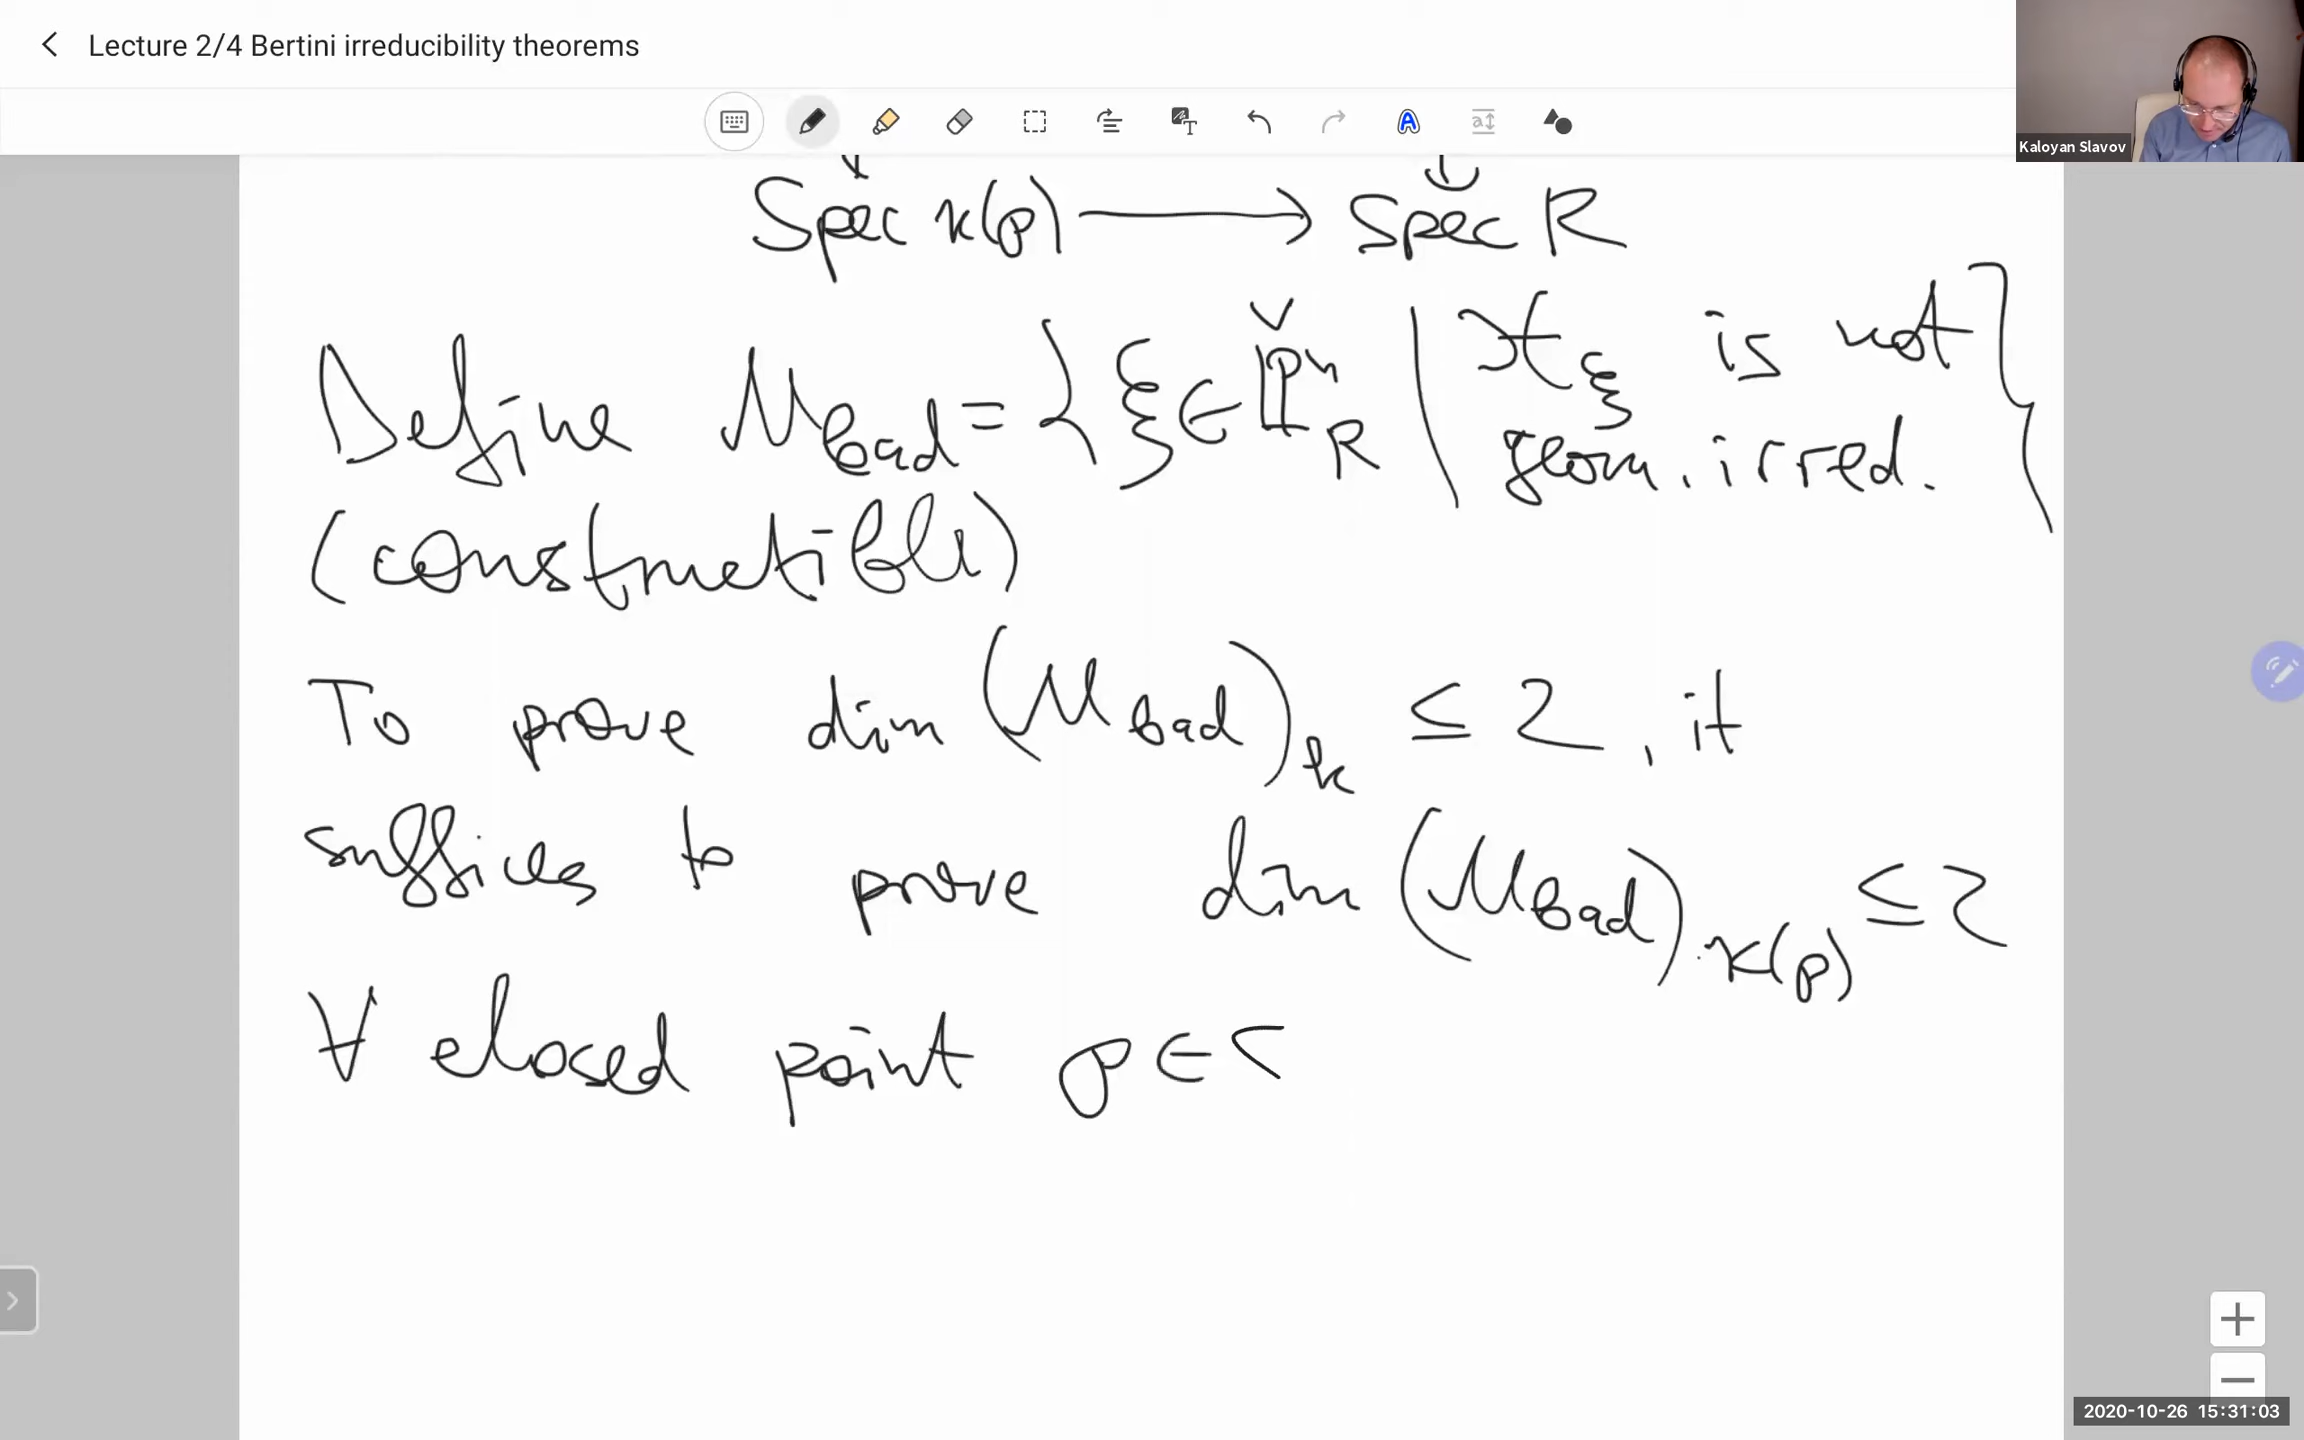 Lecture 2/4 Bertini irreducibility theorems
Kaloyan Slavov
Spec κ(p) ⟶ Spec R
Define M_bad = { ξ ∈ P̌ⁿ_R | 𝓗_ξ is not
geom. irred. }
(constructible)
To prove dim (M_bad)_k ≤ 2, it
suffices to prove dim (M_bad)_κ(p) ≤ 2
∀ closed point p ∈ S
2020-10-26 15:31:03